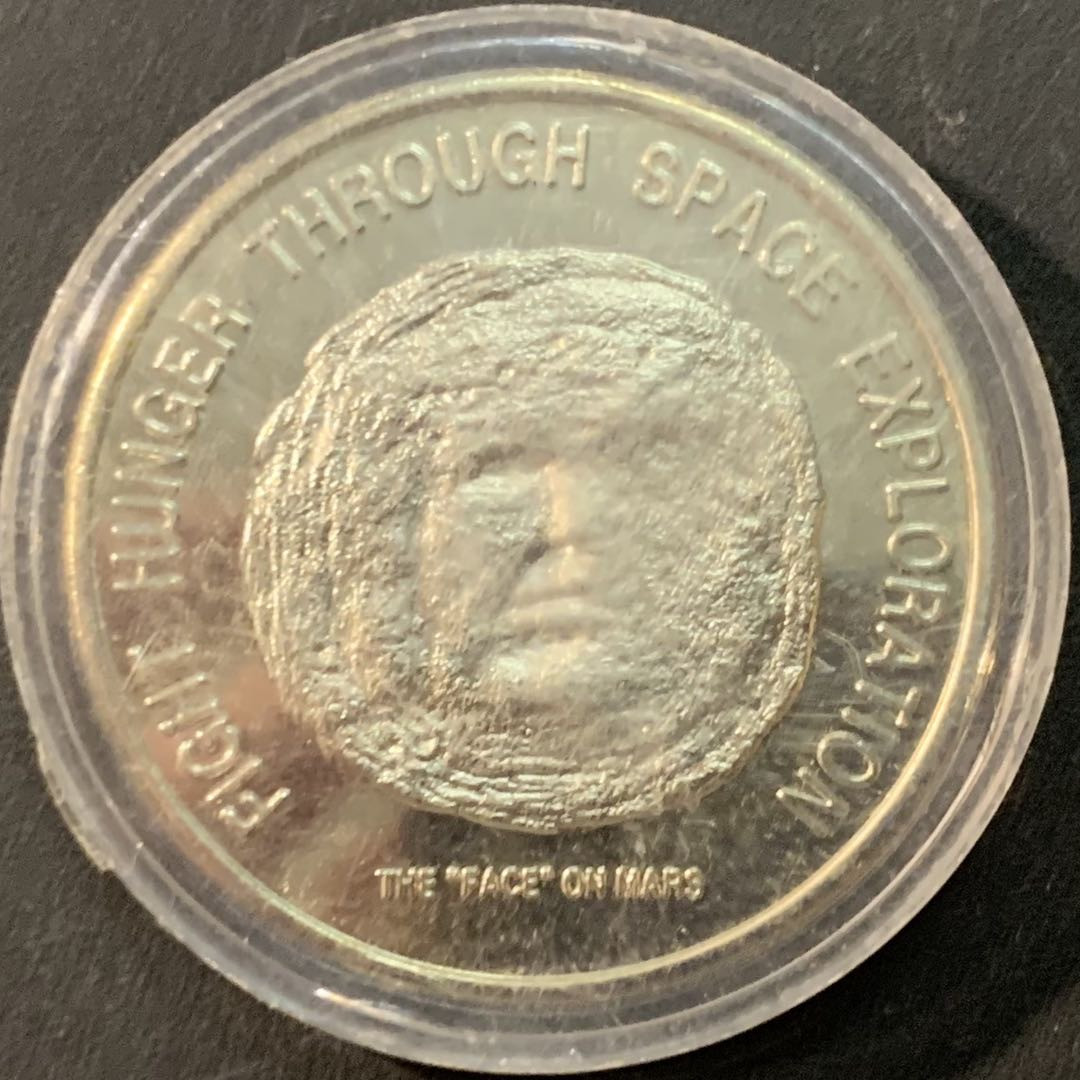 FIGHT HUNGER THROUGH SPACE EXPLORATION
THE "FACE" ON MARS